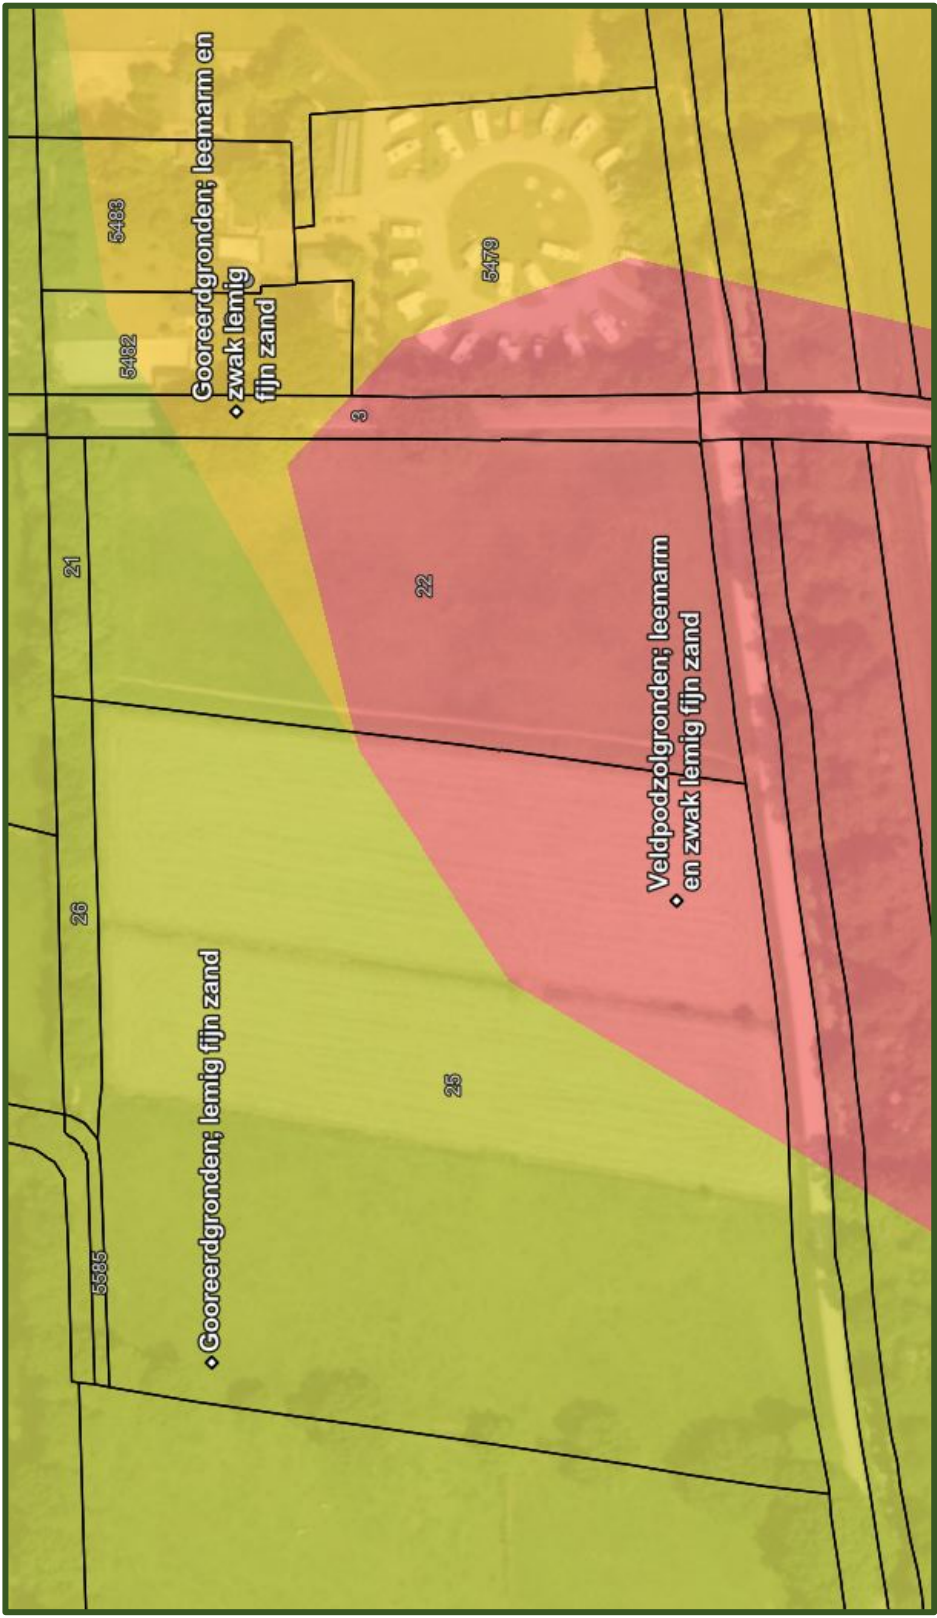 Gooreerdgronden; lemig fijn zand
Gooreerdgronden; leemarm en
zwak lemig
fijn zand
Veldpodzolgronden; leemarm
en zwak lemig fijn zand
5585
26
21
5482
5483
25
22
3
5479